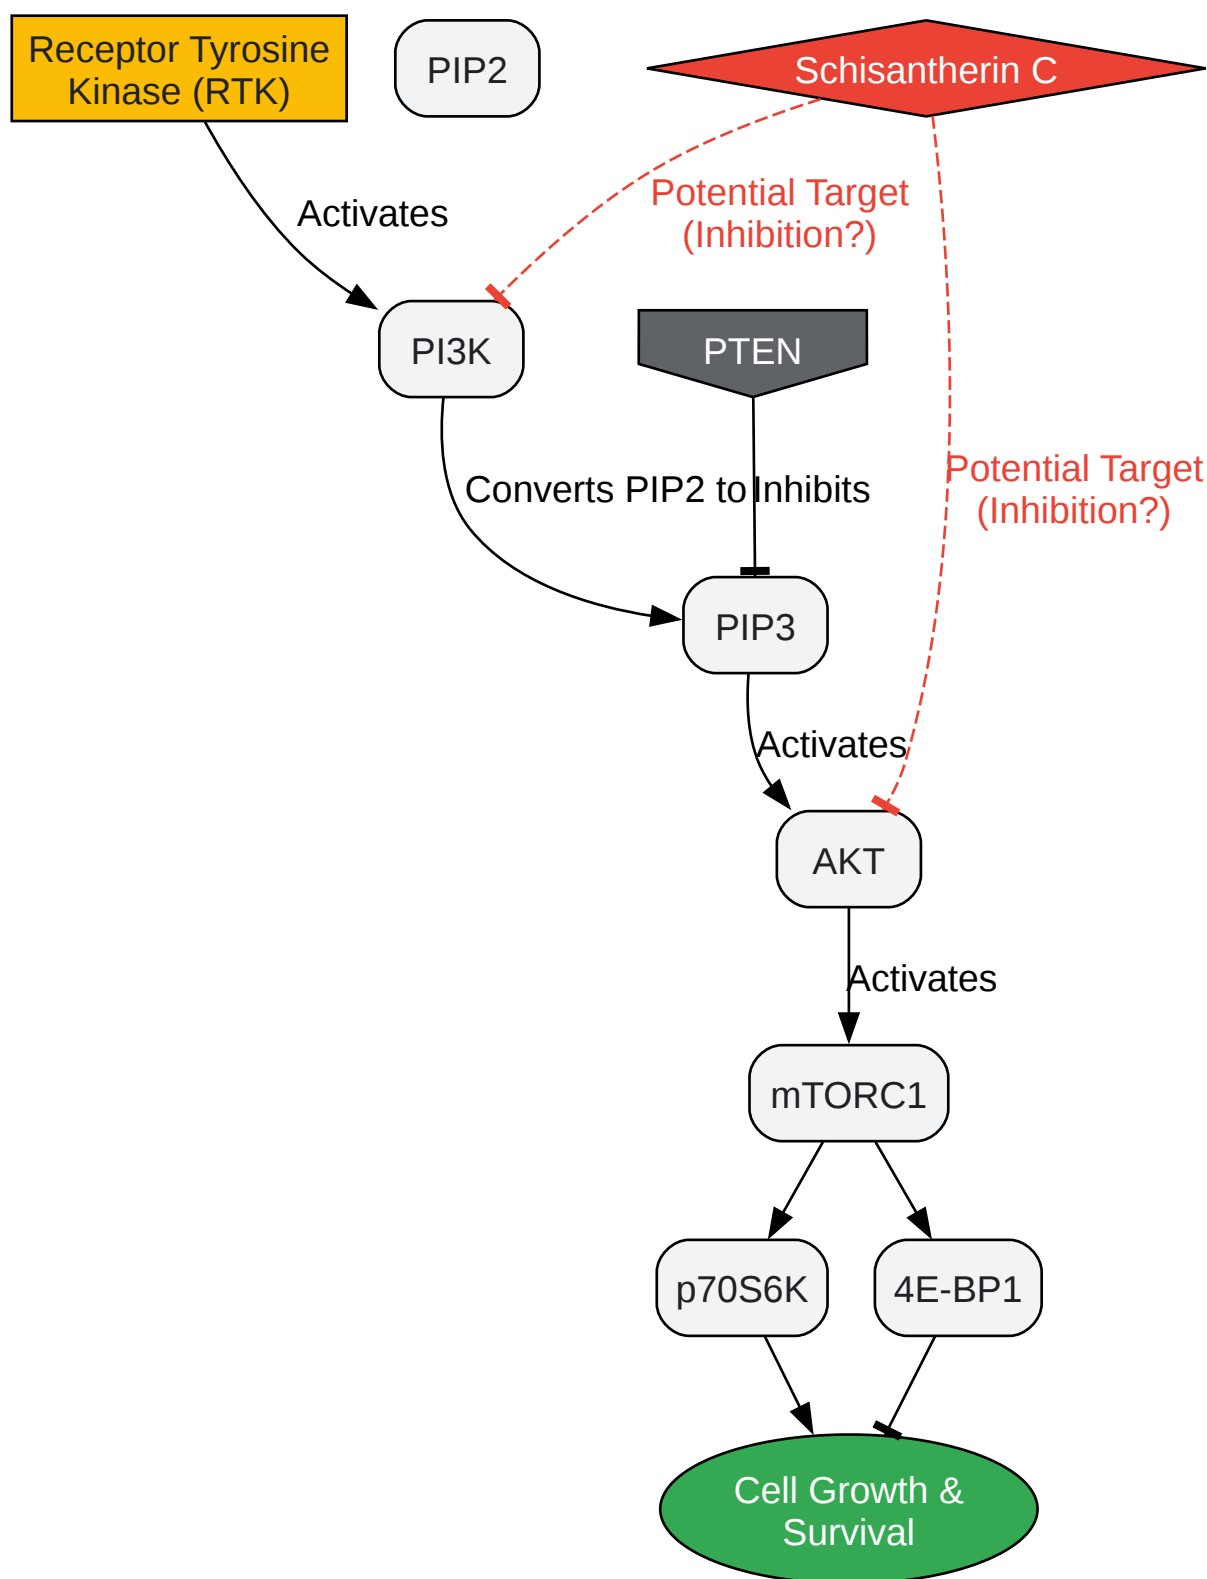 Receptor Tyrosine
Kinase (RTK)
PIP2
Schisantherin C
Activates
Potential Target
(Inhibition?)
PI3K
PTEN
Converts PIP2 to
Inhibits
Potential Target
(Inhibition?)
PIP3
Activates
AKT
Activates
mTORC1
p70S6K
4E-BP1
Cell Growth &
Survival